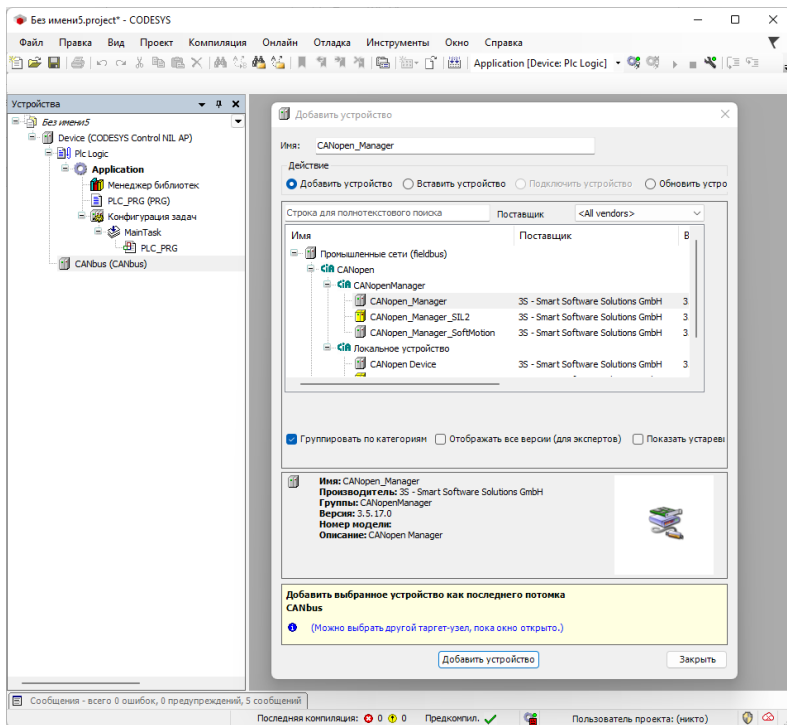 Без имени5.project* - CODESYS
Файл Правка Вид Проект Компиляция Онлайн Отладка Инструменты Окно Справка
Application [Device: Plc Logic]
Устройства
Без имени5
Device (CODESYS Control NIL AP)
Plc Logic
Application
Менеджер библиотек
PLC_PRG (PRG)
Конфигурация задач
MainTask
PLC_PRG
CANbus (CANbus)
Добавить устройство
Имя: CANopen_Manager
Действие
Добавить устройство Вставить устройство Подключить устройство Обновить устро
Строка для полнотекстового поиска Поставщик <All vendors>
Имя Поставщик В
Промышленные сети (fieldbus)
CiA CANopen
CiA CANopenManager
CANopen_Manager 3S - Smart Software Solutions GmbH 3.
CANopen_Manager_SIL2 3S - Smart Software Solutions GmbH 3.
CANopen_Manager_SoftMotion 3S - Smart Software Solutions GmbH 3.
CiA Локальное устройство
CANopen Device 3S - Smart Software Solutions GmbH 3.
Группировать по категориям Отображать все версии (для экспертов) Показать устарев
Имя: CANopen_Manager
Производитель: 3S - Smart Software Solutions GmbH
Группы: CANopenManager
Версия: 3.5.17.0
Номер модели:
Описание: CANopen Manager
Добавить выбранное устройство как последнего потомка
CANbus
(Можно выбрать другой таргет-узел, пока окно открыто.)
Добавить устройство Закрыть
Сообщения - всего 0 ошибок, 0 предупреждений, 5 сообщений
Последняя компиляция: 0 0 Предкомпил. Пользователь проекта: (никто)